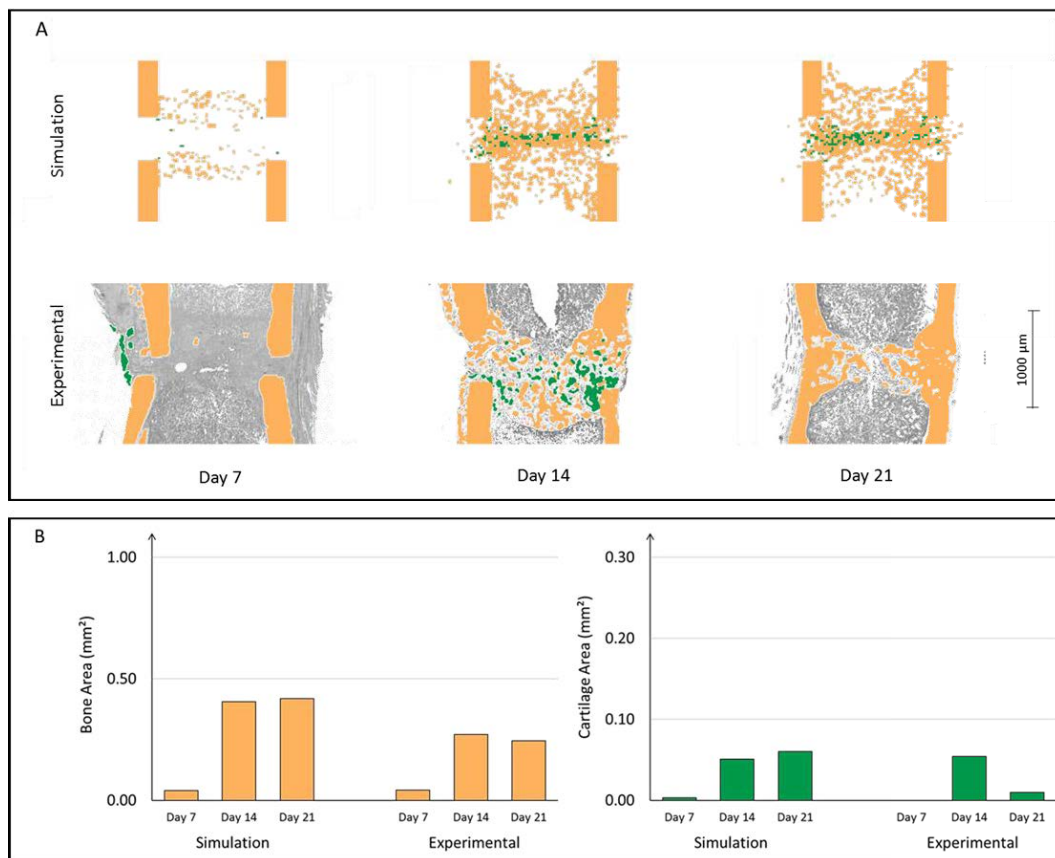 A
Simulation
Experimental
1000 µm
Day 7 Day 14 Day 21
B
1.00
0.50
0.00
Bone Area (mm²)
Day 7 Day 14 Day 21 Day 7 Day 14 Day 21
Simulation Experimental
0.30
0.20
0.10
0.00
Cartilage Area (mm²)
Day 7 Day 14 Day 21 Day 7 Day 14 Day 21
Simulation Experimental